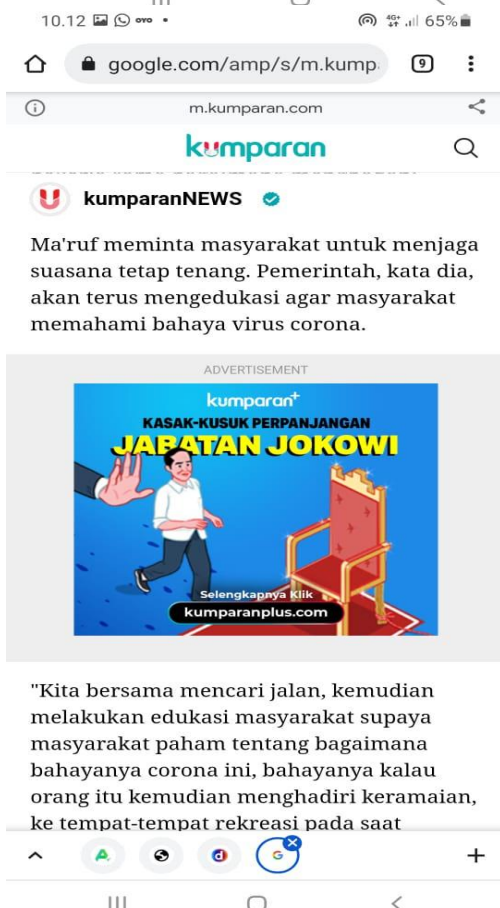 10.12 ovo 4G+ 65%
google.com/amp/s/m.kump
9
m.kumparan.com
kumparan
kumparanNEWS
Ma'ruf meminta masyarakat untuk menjaga
suasana tetap tenang. Pemerintah, kata dia,
akan terus mengedukasi agar masyarakat
memahami bahaya virus corona.
ADVERTISEMENT
kumparan+
KASAK-KUSUK PERPANJANGAN
JABATAN JOKOWI
Selengkapnya Klik
kumparanplus.com
"Kita bersama mencari jalan, kemudian
melakukan edukasi masyarakat supaya
masyarakat paham tentang bagaimana
bahayanya corona ini, bahayanya kalau
orang itu kemudian menghadiri keramaian,
ke tempat-tempat rekreasi pada saat